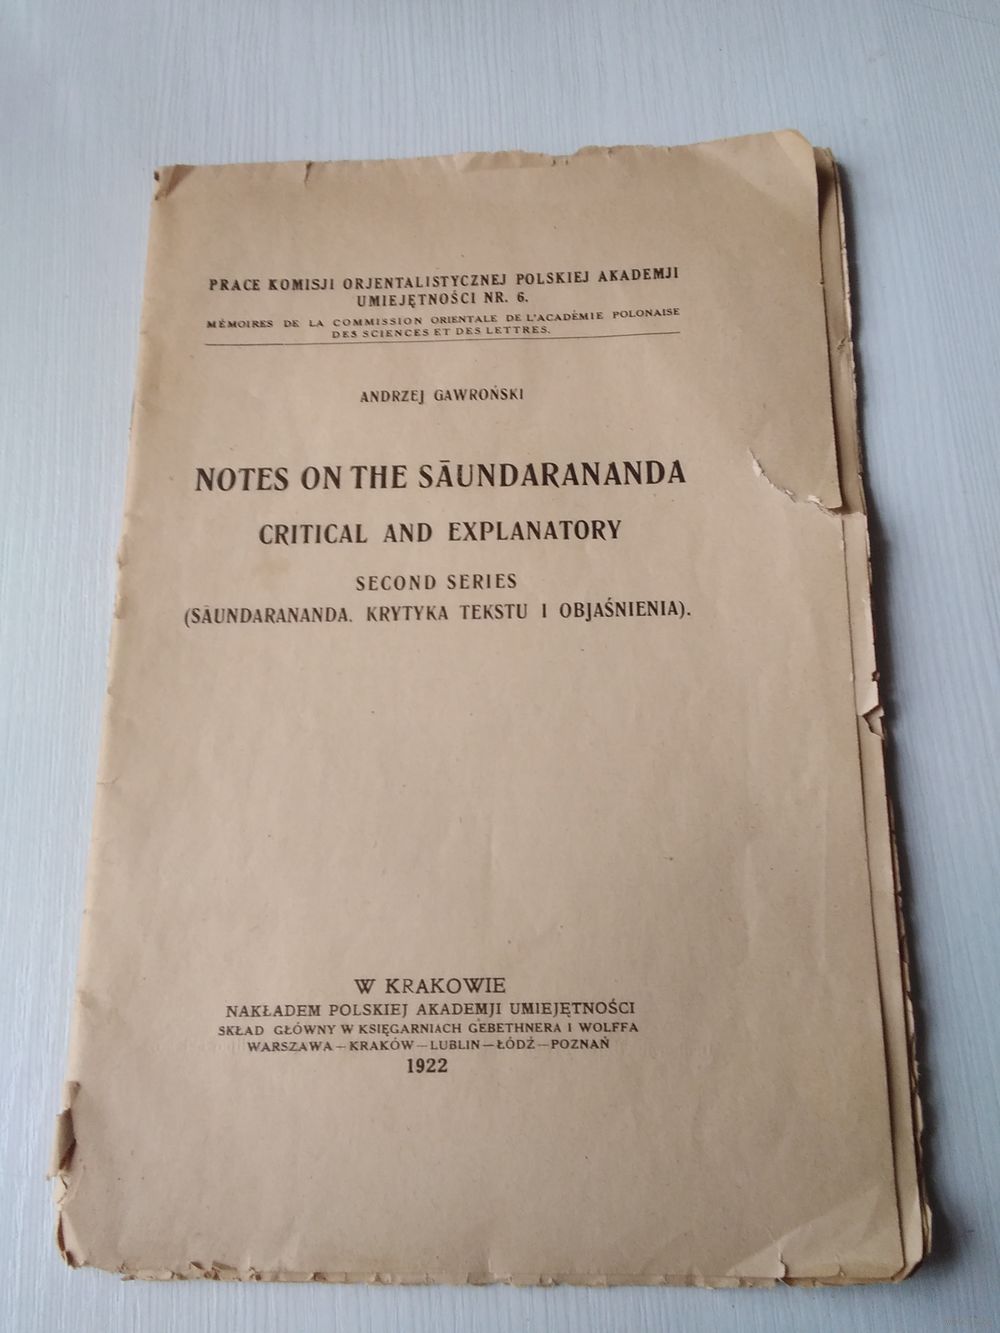 PRACE KOMISJI ORJENTALISTYCZNEJ POLSKIEJ AKADEMJI
UMIEJĘTNOŚCI NR. 6.
MÉMOIRES DE LA COMMISSION ORIENTALE DE L'ACADÉMIE POLONAISE
DES SCIENCES ET DES LETTRES.
ANDRZEJ GAWROŃSKI
NOTES ON THE SĀUNDARANANDA
CRITICAL AND EXPLANATORY
SECOND SERIES
(SĀUNDARANANDA. KRYTYKA TEKSTU I OBJAŚNIENIA).
W KRAKOWIE
NAKŁADEM POLSKIEJ AKADEMJI UMIEJĘTNOŚCI
SKŁAD GŁÓWNY W KSIĘGARNIACH GEBETHNERA I WOLFFA
WARSZAWA—KRAKÓW—LUBLIN—ŁÓDŹ—POZNAŃ
1922